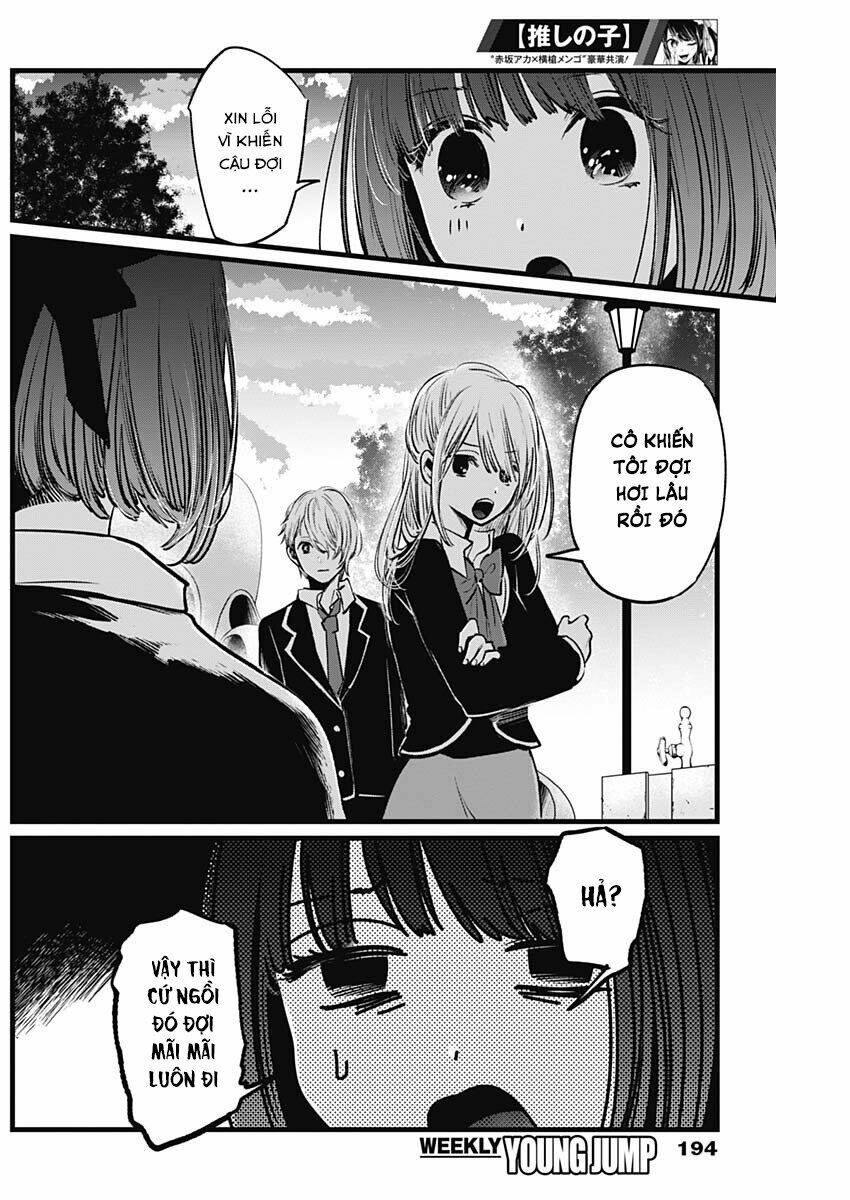 【推しの子】
"赤坂アカ×横槍メンゴ"豪華共演!
XIN LỖI
VÌ KHIẾN
CẬU ĐỢI
...
CÔ KHIẾN
TÔI ĐỢI
HƠI LÂU
RỒI ĐÓ
HẢ?
VẬY THÌ
CỨ NGỒI
ĐÓ ĐỢI
MÃI MÃI
LUÔN ĐI
WEEKLY YOUNG JUMP 194